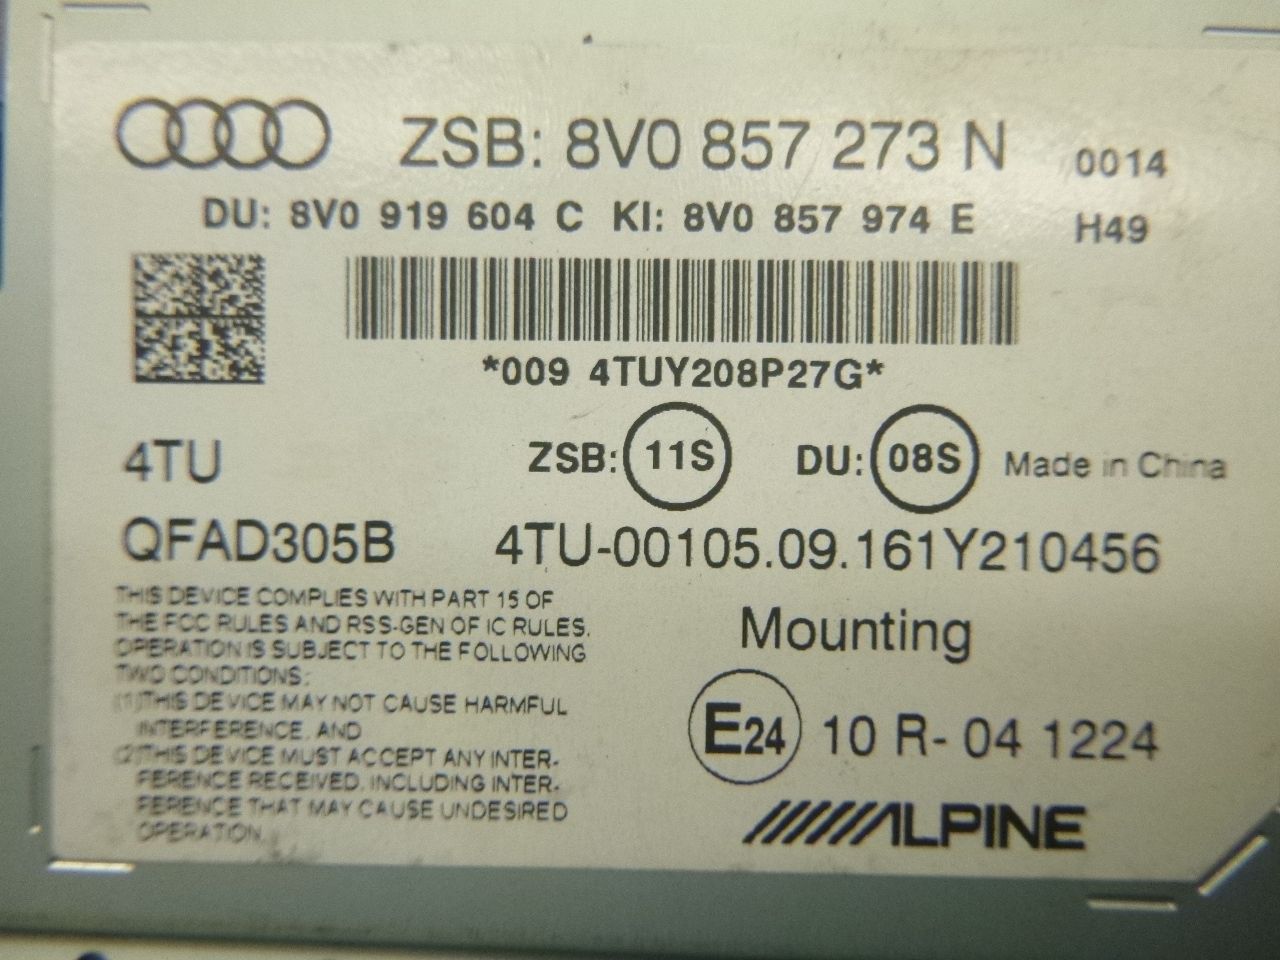 ZSB: 8V0 857 273 N 0014
DU: 8V0 919 604 C KI: 8V0 857 974 E H49
*009 4TUY208P27G*
4TU ZSB: 11S DU: 08S Made in China
QFAD305B 4TU-00105.09.161Y210456
THIS DEVICE COMPLIES WITH PART 15 OF
THE FCC RULES AND RSS-GEN OF IC RULES.
OPERATION IS SUBJECT TO THE FOLLOWING
TWO CONDITIONS:
(1)THIS DEVICE MAY NOT CAUSE HARMFUL
INTERFERENCE, AND
(2)THIS DEVICE MUST ACCEPT ANY INTER-
FERENCE RECEIVED, INCLUDING INTER-
FERENCE THAT MAY CAUSE UNDESIRED
OPERATION.
Mounting
E24 10 R- 04 1224
ALPINE